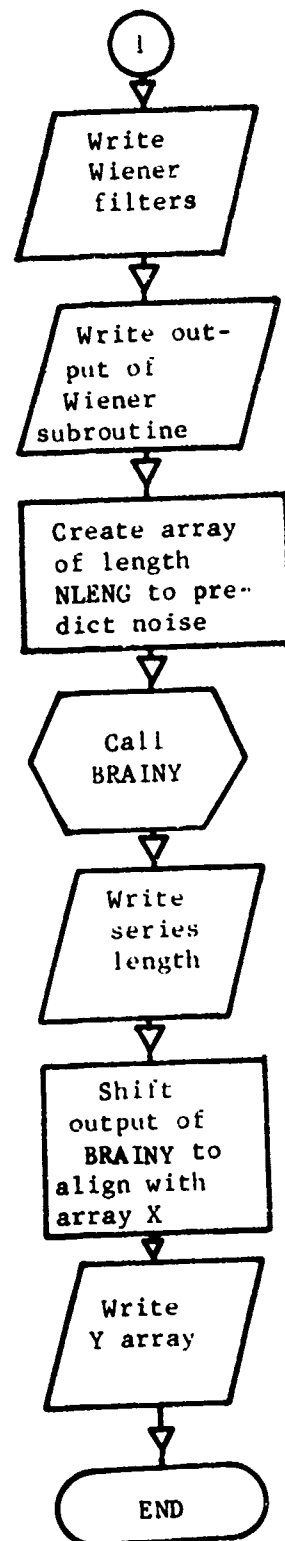 1
Write
Wiener
filters
Write out-
put of
Wiener
subroutine
Create array
of length
NLENG to pre-
dict noise
Call
BRAINY
Write
series
length
Shift
output of
BRAINY to
align with
array X
Write
Y array
END